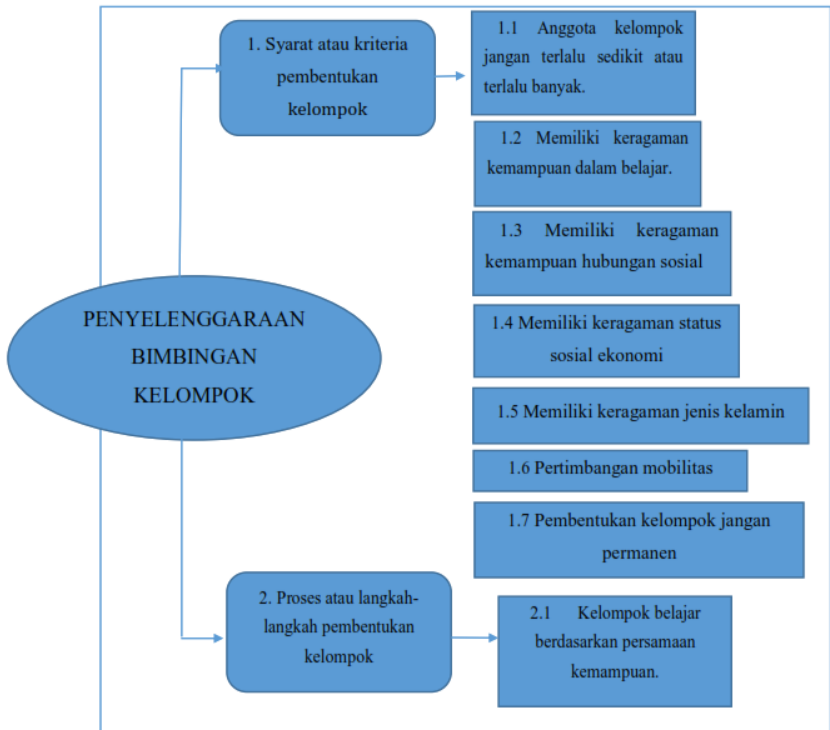 1. Syarat atau kriteria
pembentukan
kelompok
1.1 Anggota kelompok
jangan terlalu sedikit atau
terlalu banyak.
1.2 Memiliki keragaman
kemampuan dalam belajar.
1.3 Memiliki keragaman
kemampuan hubungan sosial
PENYELENGGARAAN
BIMBINGAN
KELOMPOK
1.4 Memiliki keragaman status
sosial ekonomi
1.5 Memiliki keragaman jenis kelamin
1.6 Pertimbangan mobilitas
1.7 Pembentukan kelompok jangan
permanen
2. Proses atau langkah-
langkah pembentukan
kelompok
2.1 Kelompok belajar
berdasarkan persamaan
kemampuan.